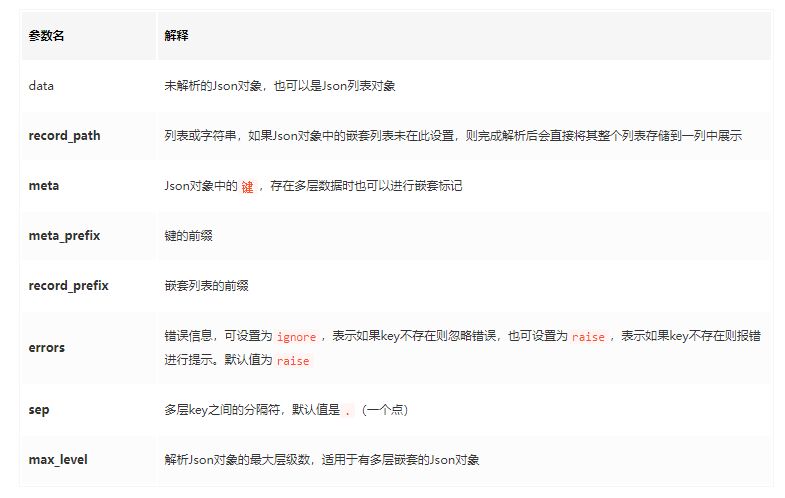 参数名 解释
data 未解析的Json对象，也可以是Json列表对象
record_path 列表或字符串，如果Json对象中的嵌套列表未在此设置，则完成解析后会直接将其整个列表存储到一列中展示
meta Json对象中的 键 ，存在多层数据时也可以进行嵌套标记
meta_prefix 键的前缀
record_prefix 嵌套列表的前缀
errors 错误信息，可设置为 ignore ，表示如果key不存在则忽略错误，也可设置为 raise ，表示如果key不存在则报错
进行提示。默认值为 raise
sep 多层key之间的分隔符，默认值是 . （一个点）
max_level 解析Json对象的最大层级数，适用于有多层嵌套的Json对象